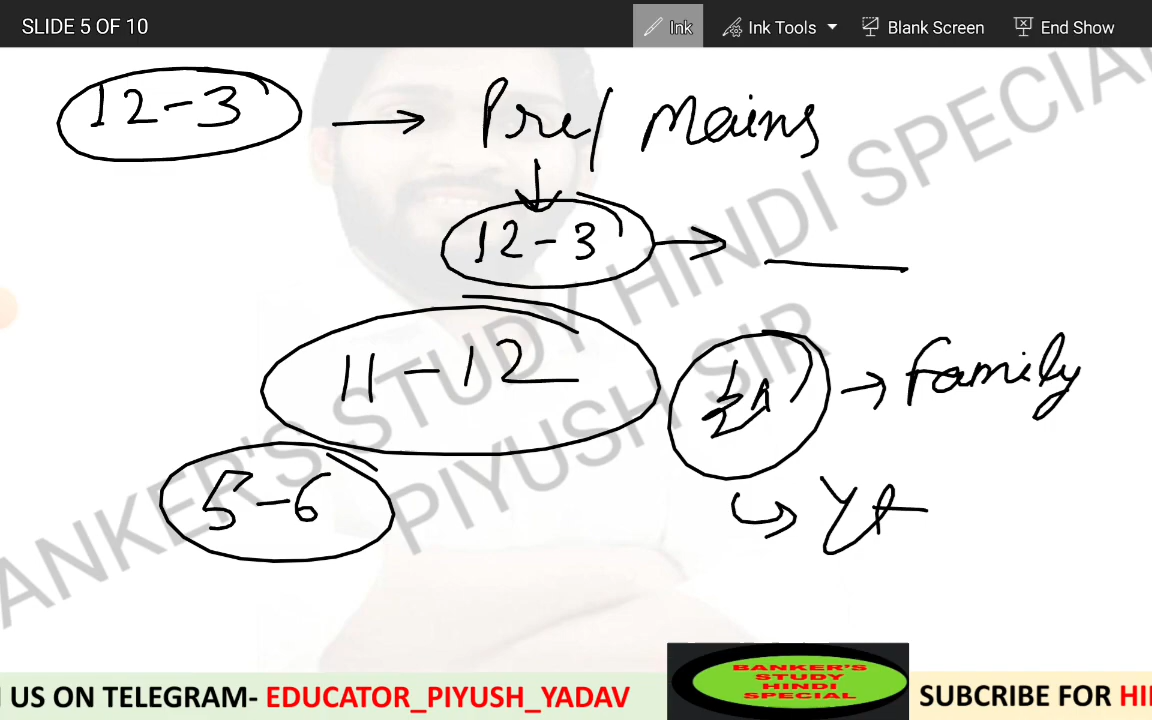 SLIDE 5 OF 10
Ink
Ink Tools
Blank Screen
End Show
12-3 → Pre/ Mains
12-3 →
11-12
1/2 h → Family
5-6
Yt
BANKER'S STUDY HINDI SPECIAL
PIYUSH SIR
N US ON TELEGRAM- EDUCATOR_PIYUSH_YADAV
BANKER'S
STUDY
HINDI
SPECIAL
SUBCRIBE FOR HI